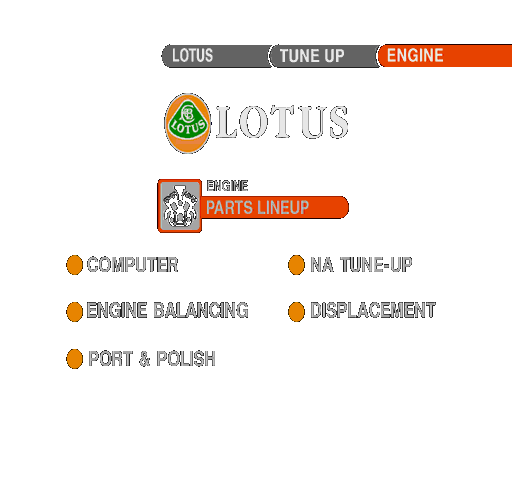 LOTUS TUNE UP ENGINE
LOTUS LOTUS
ENGINE
PARTS LINEUP
COMPUTER NA TUNE-UP
ENGINE BALANCING DISPLACEMENT
PORT & POLISH